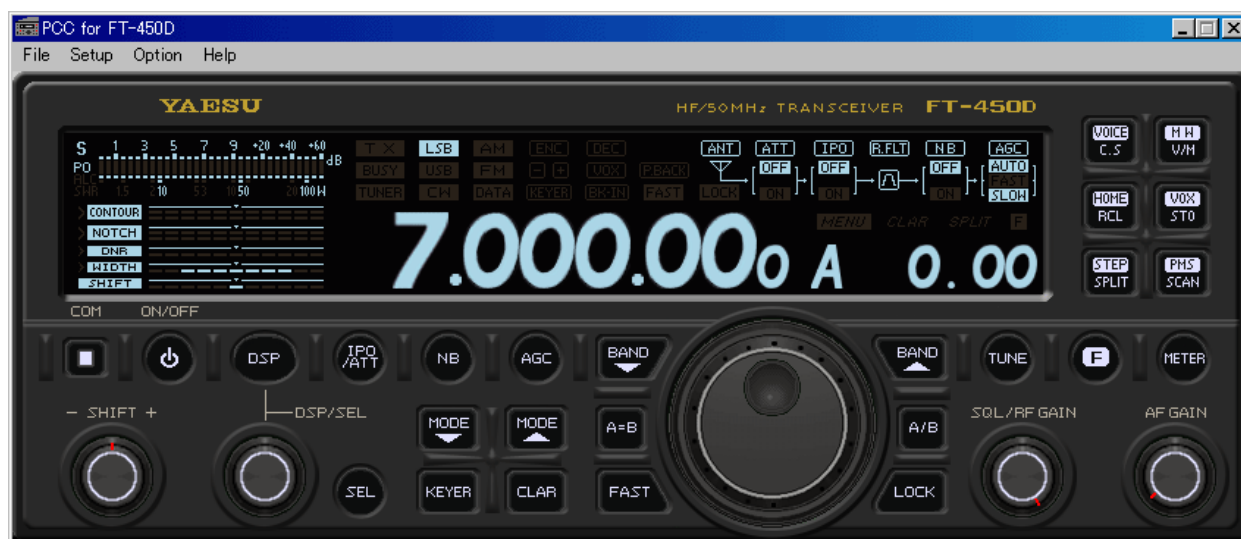 PCC for FT-450D
File Setup Option Help
YAESU
HF/50MHz TRANSCEIVER FT-450D
S 1 3 5 7 9 +20 +40 +60 dB
PO
ALC
SWR 1.5 2 10 5 3 10 50 20 100W
TX LSB AM ENC DEC
BUSY USB FM - + VOX P.BACK
TUNER CW DATA KEYER BK-IN FAST LOCK
ANT ATT IPO R.FLT NB AGC
OFF OFF OFF AUTO
FAST
ON ON ON SLOW
CONTOUR
NOTCH
DNR
WIDTH
SHIFT
MENU CLAR SPLIT F
7.000.000 A 0.00
VOICE C.S
M W V/M
HOME RCL
VOX STO
STEP SPLIT
PMS SCAN
COM ON/OFF
DSP
IPO/ATT
NB
AGC
BAND
BAND
TUNE
F
METER
- SHIFT +
DSP/SEL
MODE
MODE
A=B
A/B
SQL/RF GAIN
AF GAIN
SEL
KEYER
CLAR
FAST
LOCK